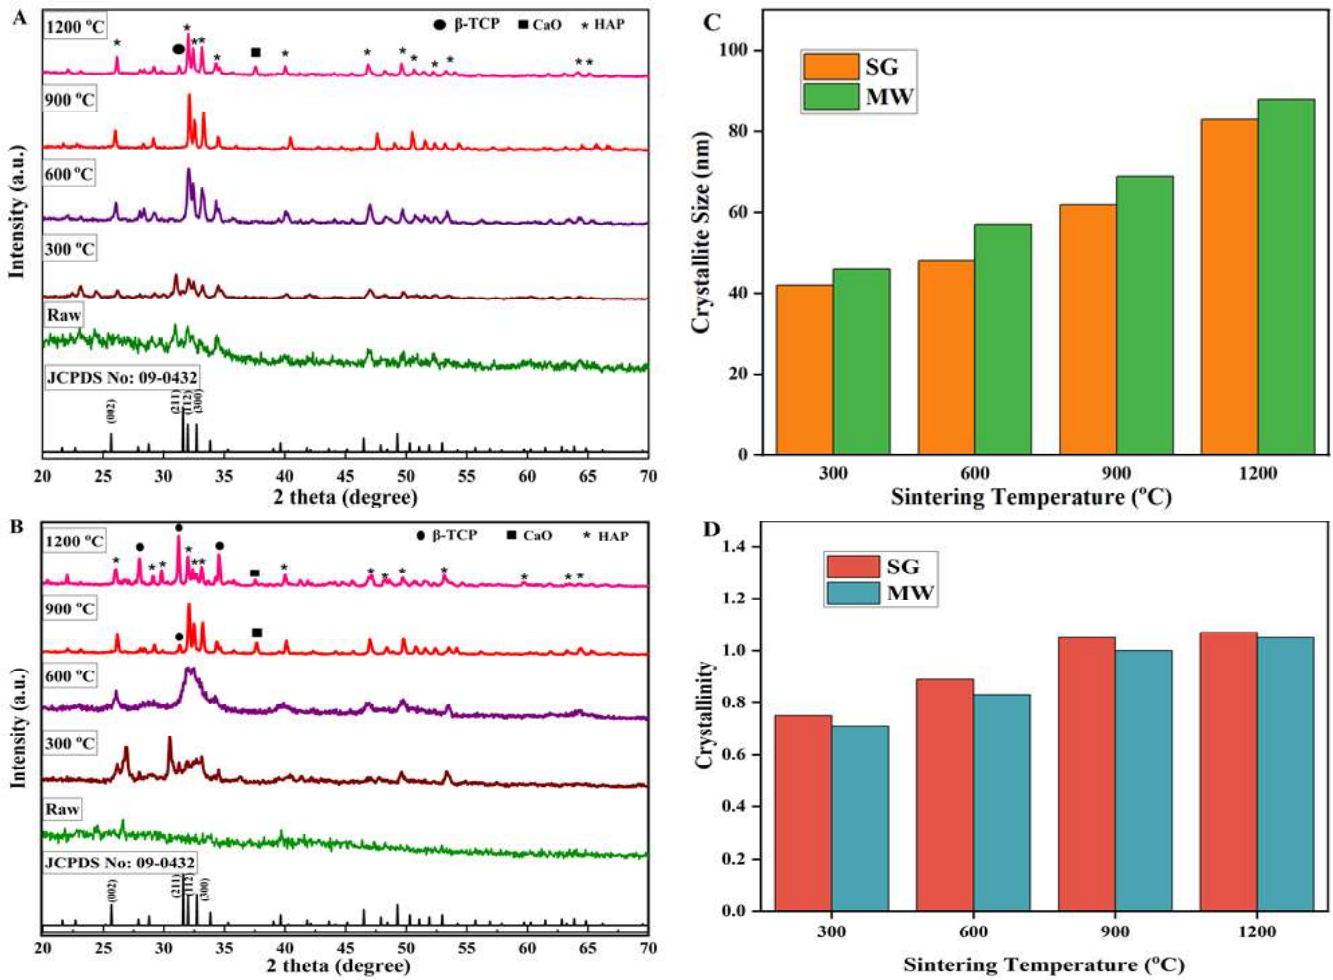 A
1200 °C
● β-TCP ■ CaO * HAP
900 °C
600 °C
300 °C
Raw
JCPDS No: 09-0432
(002)
(211)
(112)
(300)
Intensity (a.u.)
20 25 30 35 40 45 50 55 60 65 70
2 theta (degree)
B
1200 °C
● β-TCP ■ CaO * HAP
900 °C
600 °C
300 °C
Raw
JCPDS No: 09-0432
(002)
(211)
(112)
(300)
Intensity (a.u.)
20 25 30 35 40 45 50 55 60 65 70
2 theta (degree)
C
SG
MW
100
80
60
40
20
0
Crystallite Size (nm)
300 600 900 1200
Sintering Temperature (°C)
D
SG
MW
1.4
1.2
1.0
0.8
0.6
0.4
0.2
0.0
Crystallinity
300 600 900 1200
Sintering Temperature (°C)